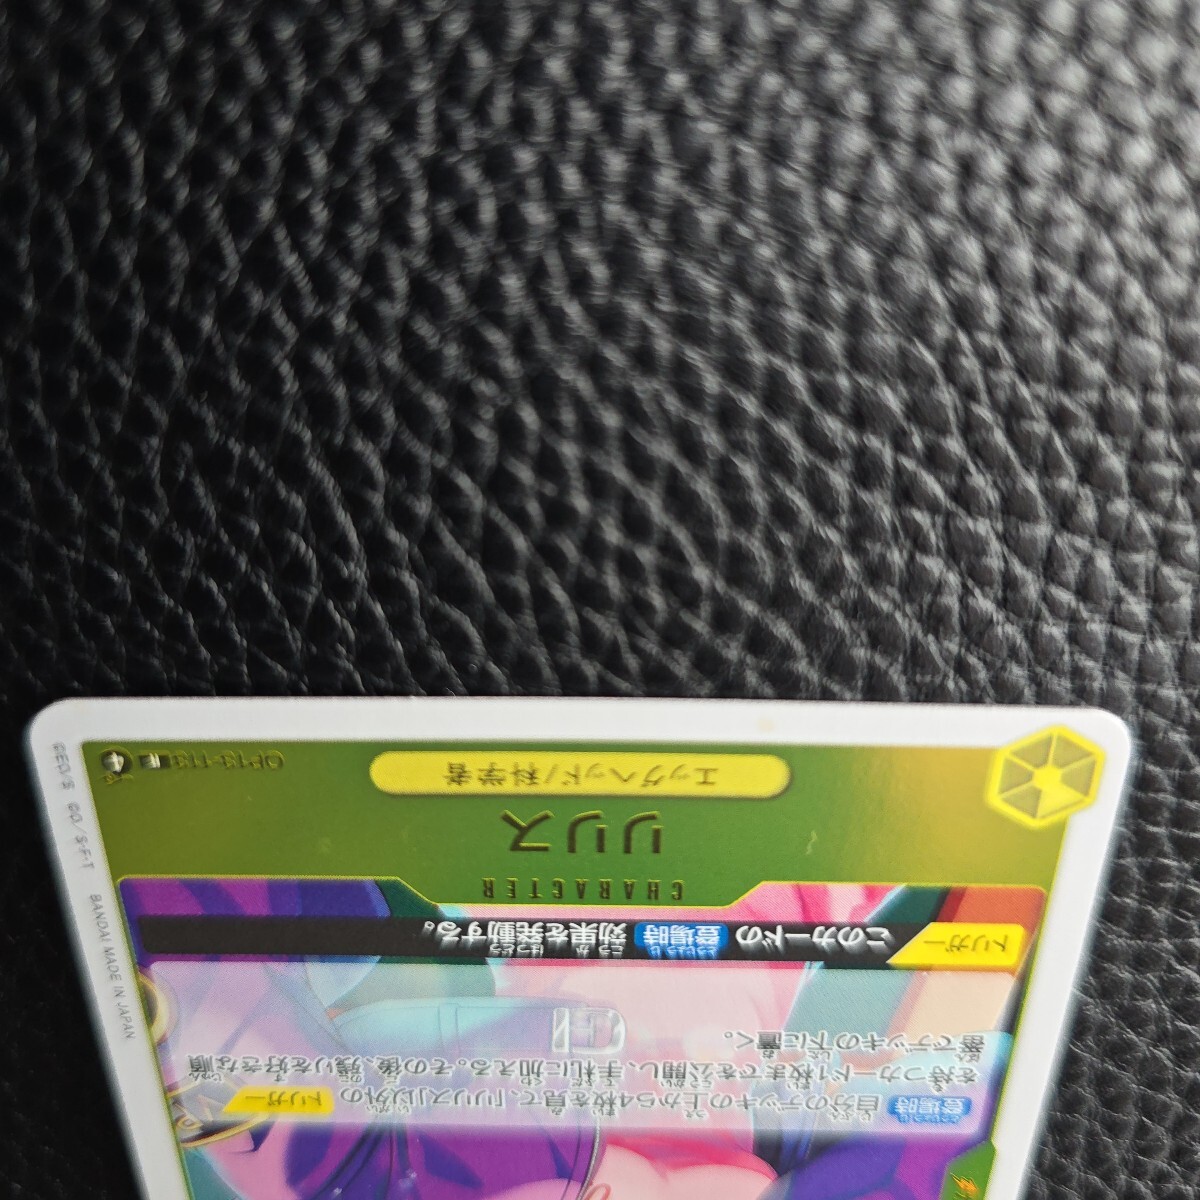 登場時 自分のデッキの上から4枚を見て、「リリス」以外の トリガー
を持つカード1枚までを公開し、手札に加える。その後、残りを好きな順
番でデッキの下に置く。
トリガー このカードの 登場時 効果を発動する。
CHARACTER
リリス
エッグヘッド/科学者
BANDAI MADE IN JAPAN